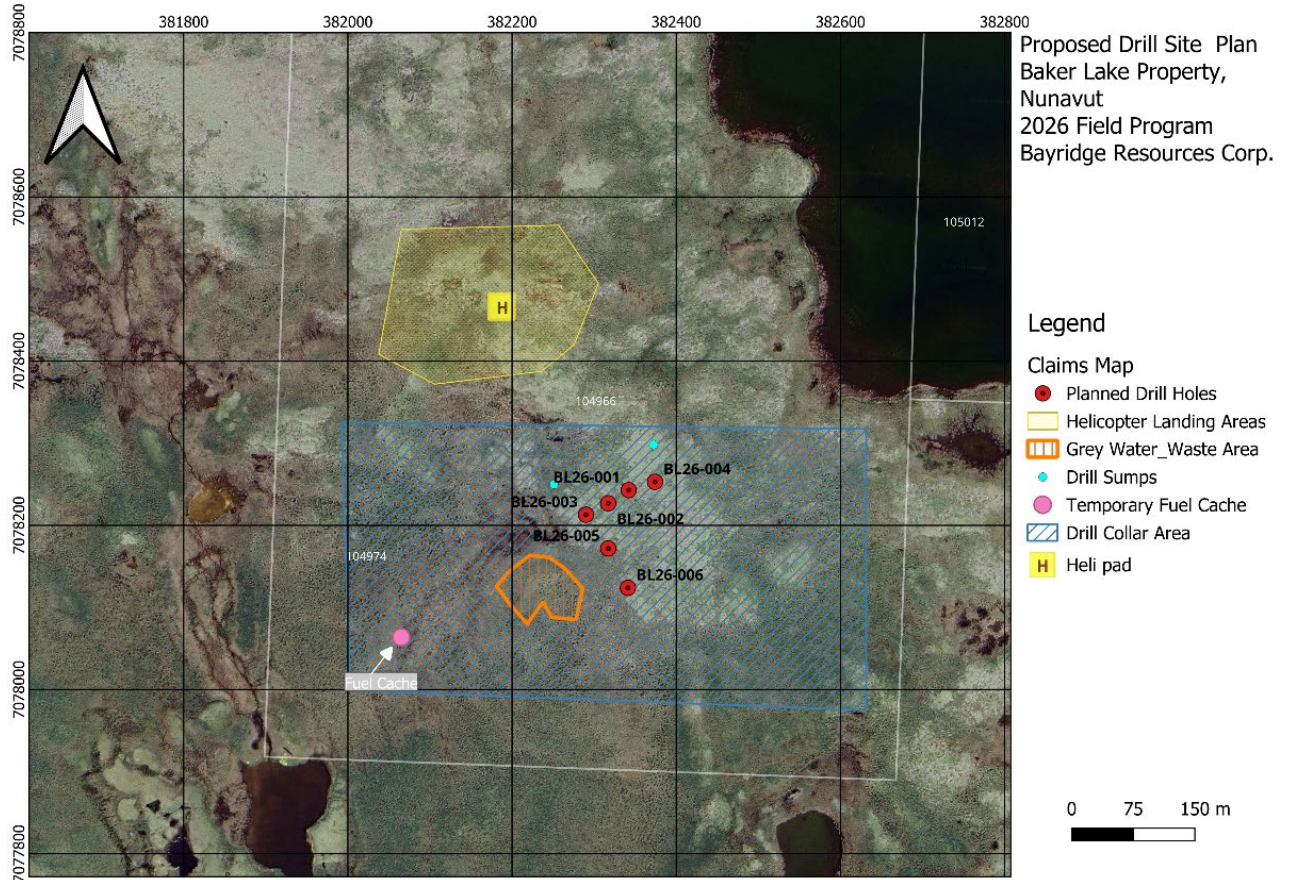 381800 382000 382200 382400 382600 382800
7078800
7078600
7078400
7078200
7078000
7077800
Proposed Drill Site Plan
Baker Lake Property,
Nunavut
2026 Field Program
Bayridge Resources Corp.
105012
H
104966
BL26-001
BL26-004
BL26-003
BL26-002
BL26-005
104974
BL26-006
Fuel Cache
Legend
Claims Map
Planned Drill Holes
Helicopter Landing Areas
Grey Water_Waste Area
Drill Sumps
Temporary Fuel Cache
Drill Collar Area
H Heli pad
0 75 150 m